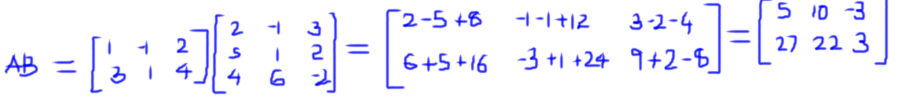 AB = [1 -1 2; 3 1 4] [2 -1 3; 5 1 2; 4 6 -2] = [2-5+8 -1-1+12 3-2-4; 6+5+16 -3+1+24 9+2-8] = [5 10 -3; 27 22 3]